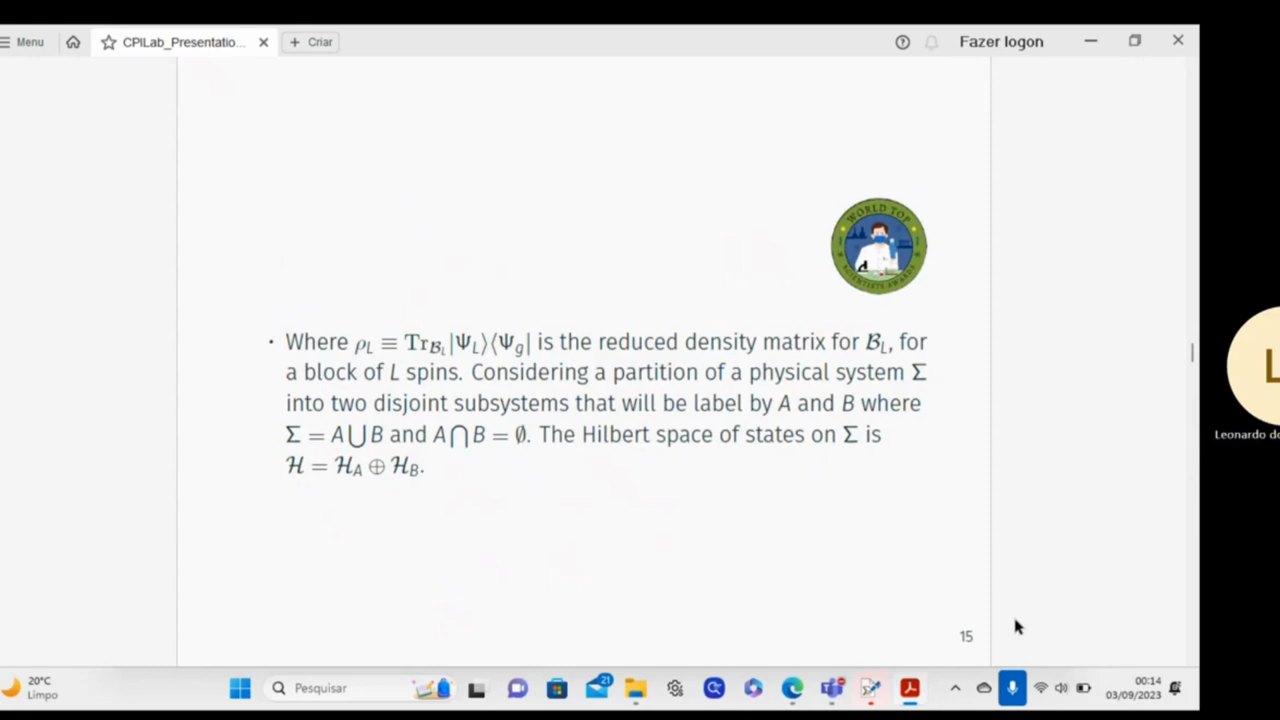 Menu
CPILab_Presentatio...
Criar
Fazer logon
WORLD TOP
SCIENTISTS AWARDS
· Where ρ_L ≡ Tr_{𝓑_L}|Ψ_L⟩⟨Ψ_g| is the reduced density matrix for 𝓑_L, for
a block of L spins. Considering a partition of a physical system Σ
into two disjoint subsystems that will be label by A and B where
Σ = A⋃B and A⋂B = ∅. The Hilbert space of states on Σ is
𝓗 = 𝓗_A ⊕ 𝓗_B.
L
Leonardo do
15
20°C
Limpo
Pesquisar
21
00:14
03/09/2023